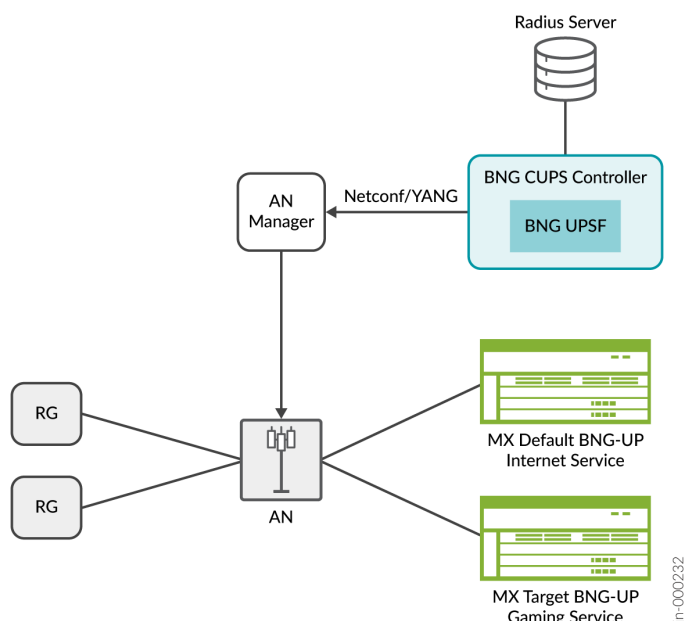 Radius Server
BNG CUPS Controller
BNG UPSF
Netconf/YANG
AN
Manager
RG
RG
AN
MX Default BNG-UP
Internet Service
MX Target BNG-UP
Gaming Service
n-000232